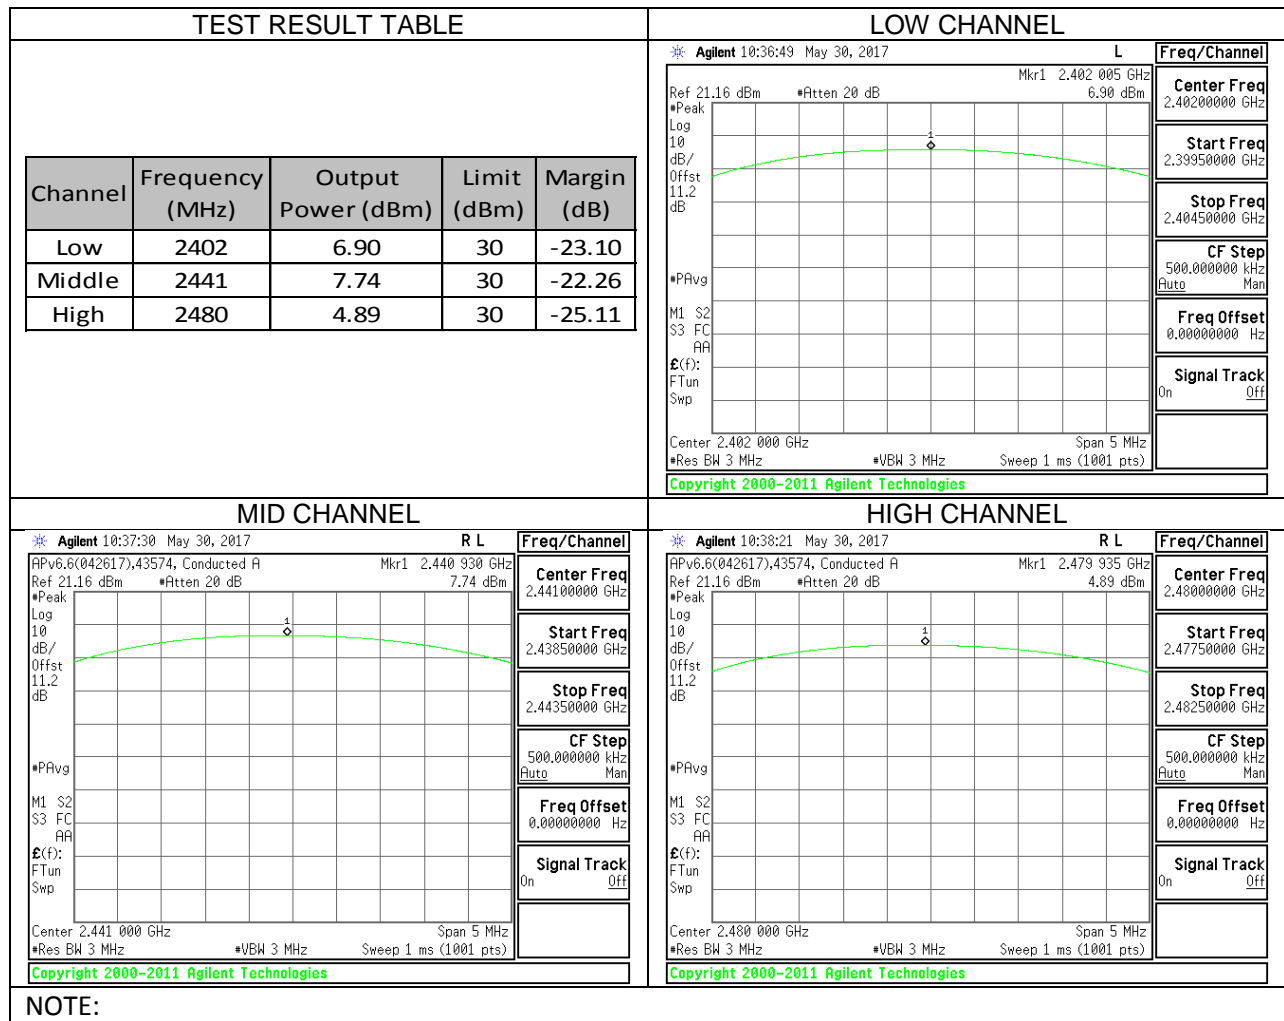 TEST RESULT TABLE
Channel Frequency (MHz) Output Power (dBm) Limit (dBm) Margin (dB)
Low 2402 6.90 30 -23.10
Middle 2441 7.74 30 -22.26
High 2480 4.89 30 -25.11
LOW CHANNEL
Agilent 10:36:49 May 30, 2017 L
Mkr1 2.402 005 GHz
Ref 21.16 dBm #Atten 20 dB 6.90 dBm
#Peak
Log
10
dB/
Offst
11.2
dB
#PAvg
M1 S2
S3 FC
AA
£(f):
FTun
Swp
1
Center 2.402 000 GHz Span 5 MHz
#Res BW 3 MHz #VBW 3 MHz Sweep 1 ms (1001 pts)
Copyright 2000-2011 Agilent Technologies
Freq/Channel
Center Freq
2.40200000 GHz
Start Freq
2.39950000 GHz
Stop Freq
2.40450000 GHz
CF Step
500.000000 kHz
Auto Man
Freq Offset
0.00000000 Hz
Signal Track
On Off
MID CHANNEL
Agilent 10:37:30 May 30, 2017 R L
APv6.6(042617),43574, Conducted A Mkr1 2.440 930 GHz
Ref 21.16 dBm #Atten 20 dB 7.74 dBm
#Peak
Log
10
dB/
Offst
11.2
dB
#PAvg
M1 S2
S3 FC
AA
£(f):
FTun
Swp
1
Center 2.441 000 GHz Span 5 MHz
#Res BW 3 MHz #VBW 3 MHz Sweep 1 ms (1001 pts)
Copyright 2000-2011 Agilent Technologies
Freq/Channel
Center Freq
2.44100000 GHz
Start Freq
2.43850000 GHz
Stop Freq
2.44350000 GHz
CF Step
500.000000 kHz
Auto Man
Freq Offset
0.00000000 Hz
Signal Track
On Off
HIGH CHANNEL
Agilent 10:38:21 May 30, 2017 R L
APv6.6(042617),43574, Conducted A Mkr1 2.479 935 GHz
Ref 21.16 dBm #Atten 20 dB 4.89 dBm
#Peak
Log
10
dB/
Offst
11.2
dB
#PAvg
M1 S2
S3 FC
AA
£(f):
FTun
Swp
1
Center 2.480 000 GHz Span 5 MHz
#Res BW 3 MHz #VBW 3 MHz Sweep 1 ms (1001 pts)
Copyright 2000-2011 Agilent Technologies
Freq/Channel
Center Freq
2.48000000 GHz
Start Freq
2.47750000 GHz
Stop Freq
2.48250000 GHz
CF Step
500.000000 kHz
Auto Man
Freq Offset
0.00000000 Hz
Signal Track
On Off
NOTE: